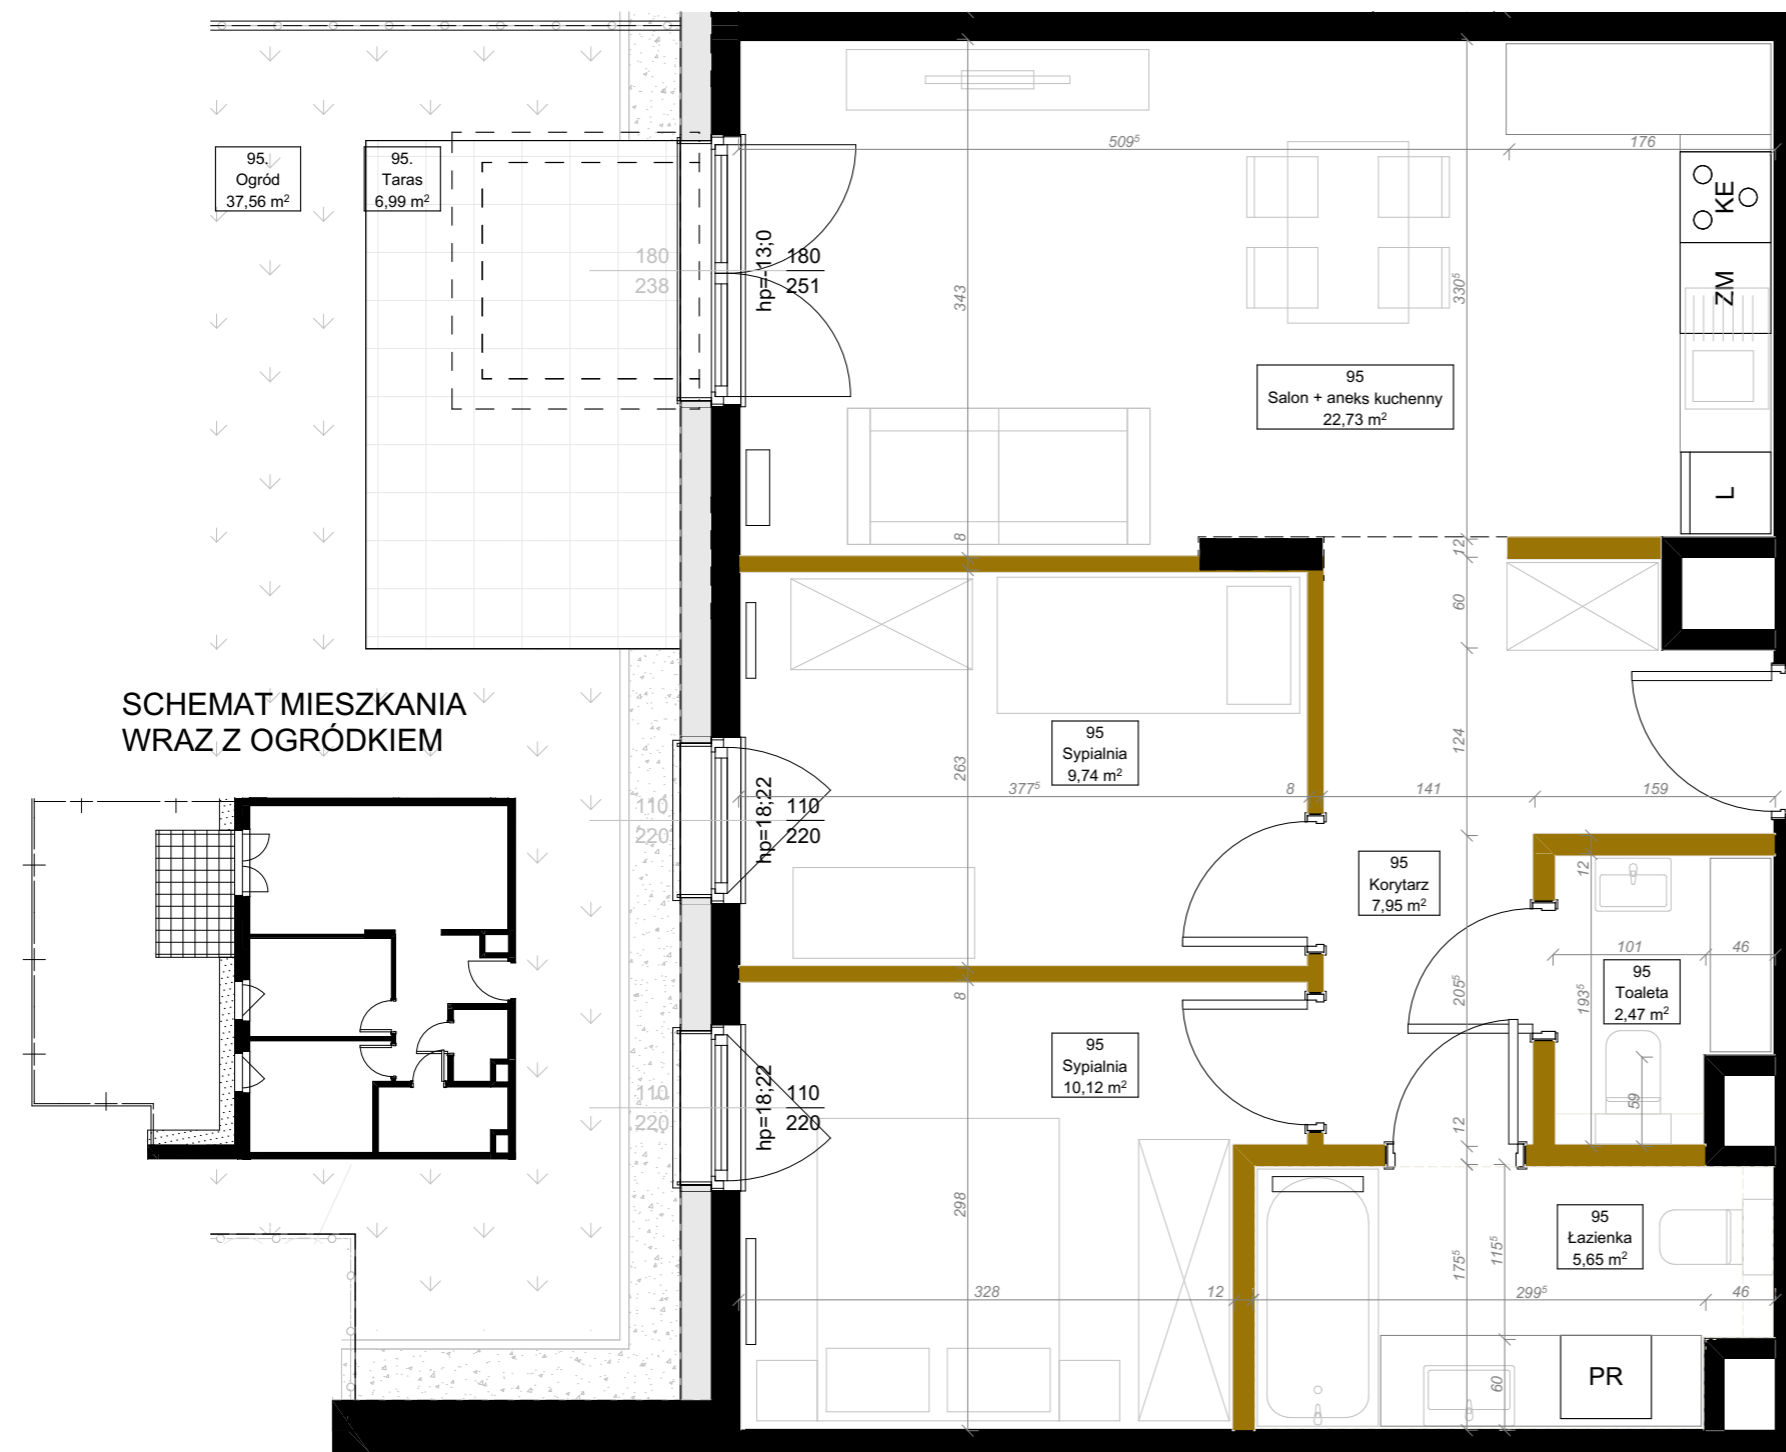 95.
Ogród
37,56 m²
95.
Taras
6,99 m²
509⁵
176
KE
ZM
L
180
238
hp=-13;0
180
251
343
330⁵
95
Salon + aneks kuchenny
22,73 m²
8
12
60
SCHEMAT MIESZKANIA
WRAZ Z OGRÓDKIEM
95
Sypialnia
9,74 m²
263
124
377⁵
8
141
159
110
220
hp=18;22
110
220
95
Korytarz
7,95 m²
12
101
46
95
Toaleta
2,47 m²
193⁵
205⁵
8
59
95
Sypialnia
10,12 m²
110
220
hp=18;22
110
220
12
298
175⁵
115⁵
95
Łazienka
5,65 m²
328
12
299⁵
46
60
PR